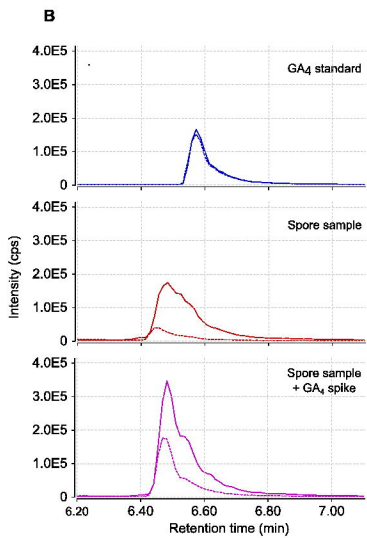 B
4.0E5
GA4 standard
3.0E5
2.0E5
1.0E5
0
4.0E5
Spore sample
3.0E5
2.0E5
1.0E5
0
Intensity (cps)
4.0E5
Spore sample
+ GA4 spike
3.0E5
2.0E5
1.0E5
0
6.20 6.40 6.60 6.80 7.00
Retention time (min)